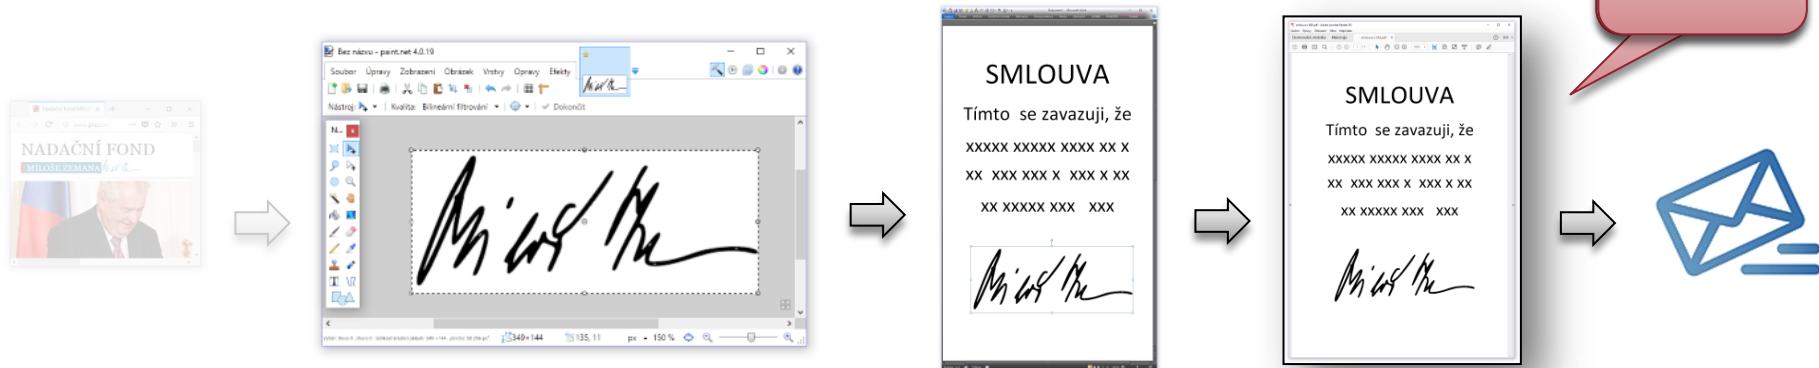 NADAČNÍ FOND
MILOŠE ZEMANA
Bez názvu - paint.net 4.0.19
Soubor Úpravy Zobrazení Obrázek Vrstvy Opravy Efekty
Nástroj: Kvalita: Bilineární filtrování Dokončit
N...
349×144 135, 11 px 150 %
SMLOUVA
Tímto se zavazuji, že
xxxxx xxxxx xxxx xx x
xx xxx xxx x xxx x xx
xx xxxxx xxx xxx
SMLOUVA
Tímto se zavazuji, že
xxxxx xxxxx xxxx xx x
xx xxx xxx x xxx x xx
xx xxxxx xxx xxx